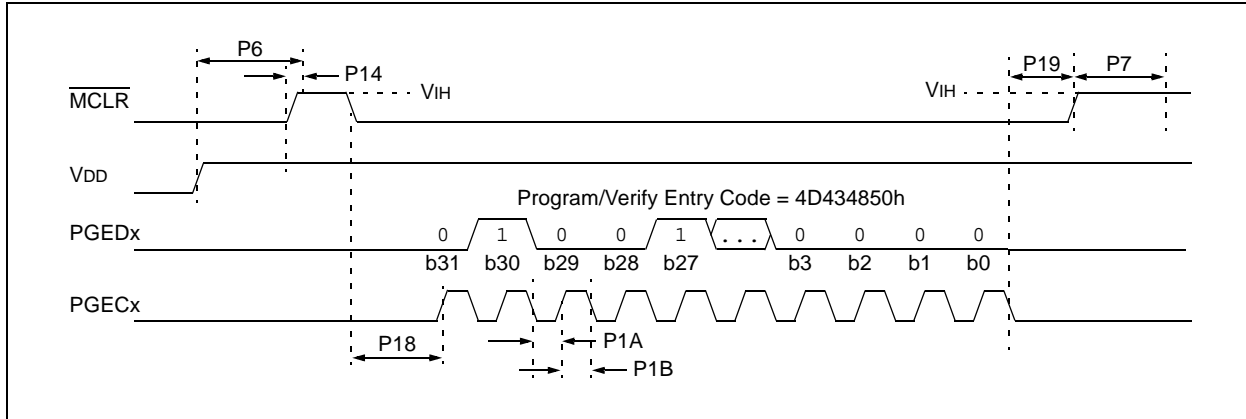 P6
P19
P7
P14
MCLR
VIH
VIH
VDD
Program/Verify Entry Code = 4D434850h
PGEDx
0 1 0 0 1 ... 0 0 0 0
b31 b30 b29 b28 b27 b3 b2 b1 b0
PGECx
P18
P1A
P1B